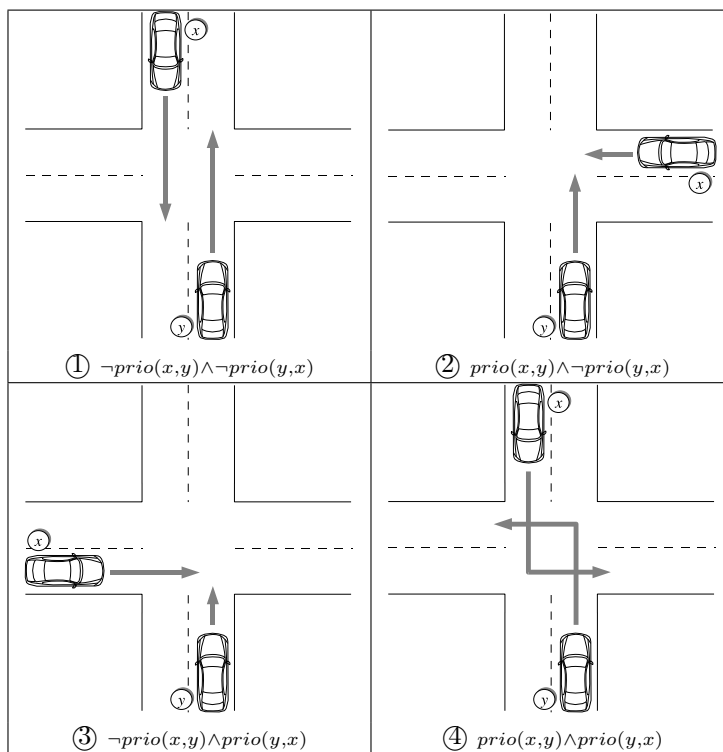 x
y
① ¬prio(x,y)∧¬prio(y,x)
x
y
② prio(x,y)∧¬prio(y,x)
x
y
③ ¬prio(x,y)∧prio(y,x)
x
y
④ prio(x,y)∧prio(y,x)